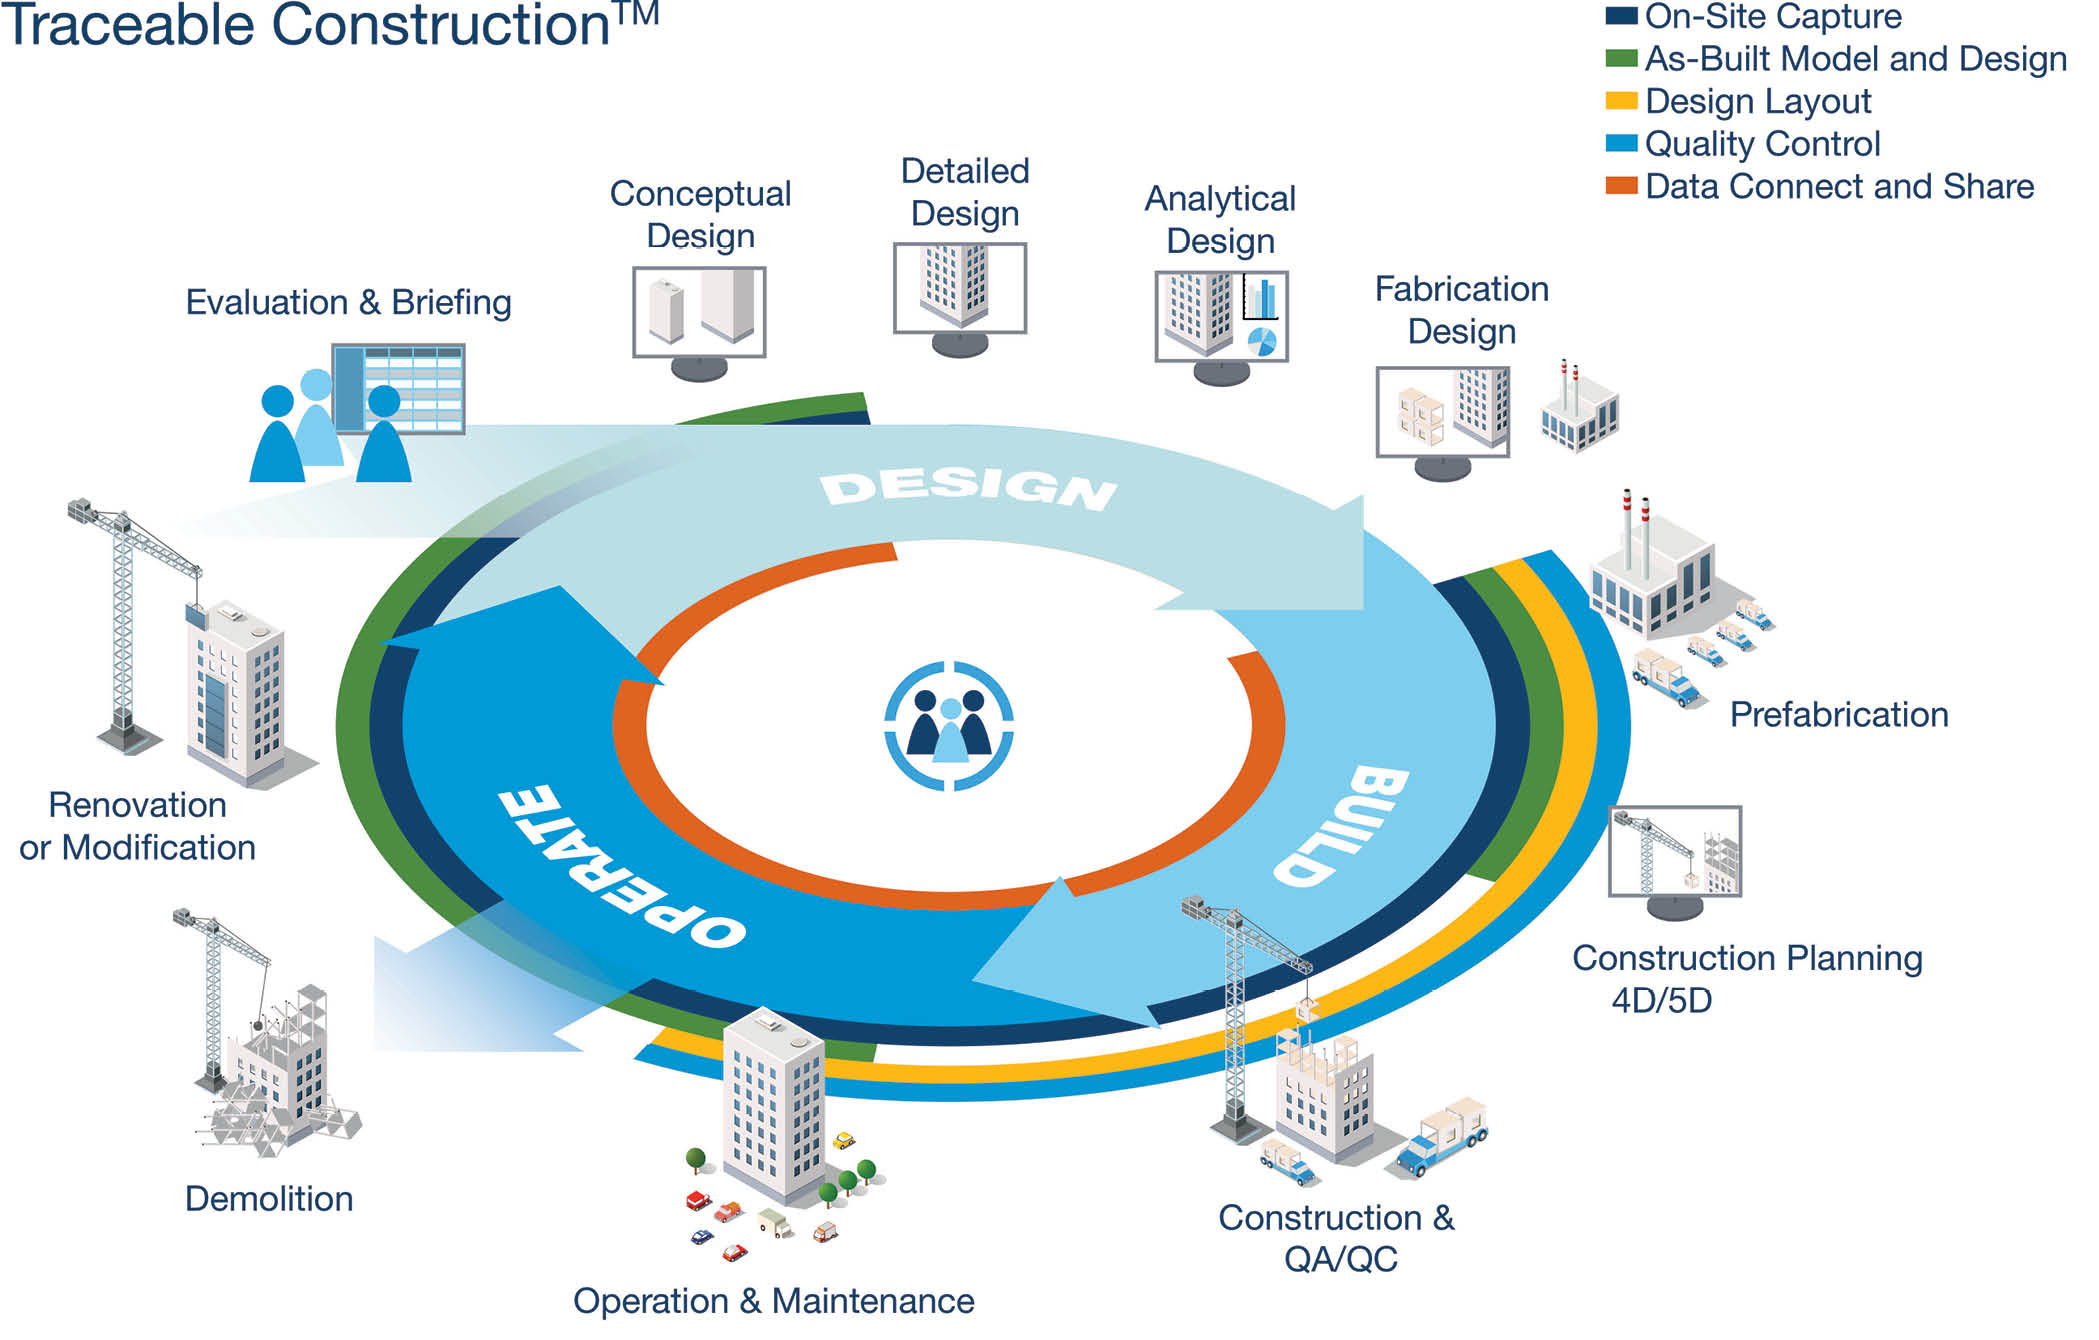 Traceable Construction™
On-Site Capture
As-Built Model and Design
Design Layout
Quality Control
Data Connect and Share
Conceptual
Design
Detailed
Design
Analytical
Design
Fabrication
Design
Evaluation & Briefing
DESIGN
Prefabrication
BUILD
OPERATE
Renovation
or Modification
Construction Planning
4D/5D
Demolition
Construction &
QA/QC
Operation & Maintenance